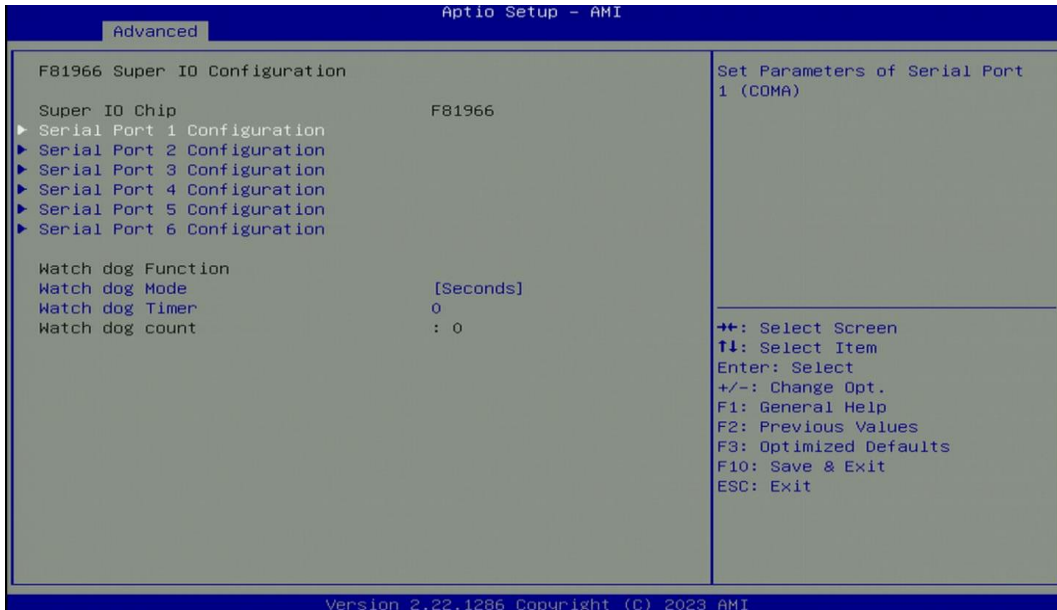 Aptio Setup – AMI
Advanced
F81966 Super IO Configuration
Super IO Chip F81966
▶ Serial Port 1 Configuration
▶ Serial Port 2 Configuration
▶ Serial Port 3 Configuration
▶ Serial Port 4 Configuration
▶ Serial Port 5 Configuration
▶ Serial Port 6 Configuration
Watch dog Function
Watch dog Mode [Seconds]
Watch dog Timer 0
Watch dog count : 0
Set Parameters of Serial Port
1 (COMA)
→←: Select Screen
↑↓: Select Item
Enter: Select
+/-: Change Opt.
F1: General Help
F2: Previous Values
F3: Optimized Defaults
F10: Save & Exit
ESC: Exit
Version 2.22.1286 Copyright (C) 2023 AMI